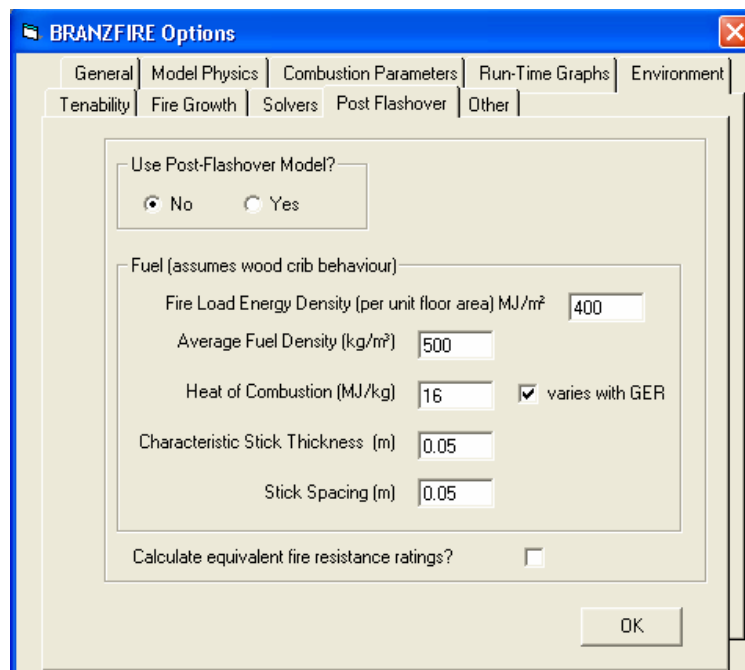 BRANZFIRE Options
General Model Physics Combustion Parameters Run-Time Graphs Environment
Tenability Fire Growth Solvers Post Flashover Other
Use Post-Flashover Model?
No Yes
Fuel (assumes wood crib behaviour)
Fire Load Energy Density (per unit floor area) MJ/m² 400
Average Fuel Density (kg/m³) 500
Heat of Combustion (MJ/kg) 16 varies with GER
Characteristic Stick Thickness (m) 0.05
Stick Spacing (m) 0.05
Calculate equivalent fire resistance ratings?
OK